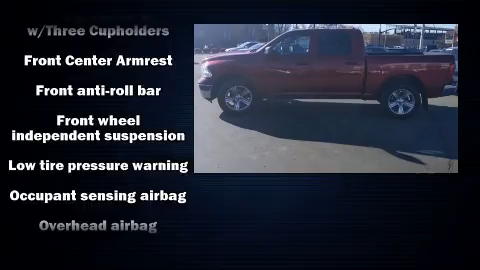 w/Three Cupholders
Front Center Armrest
Front anti-roll bar
Front wheel
independent suspension
Low tire pressure warning
Occupant sensing airbag
Overhead airbag